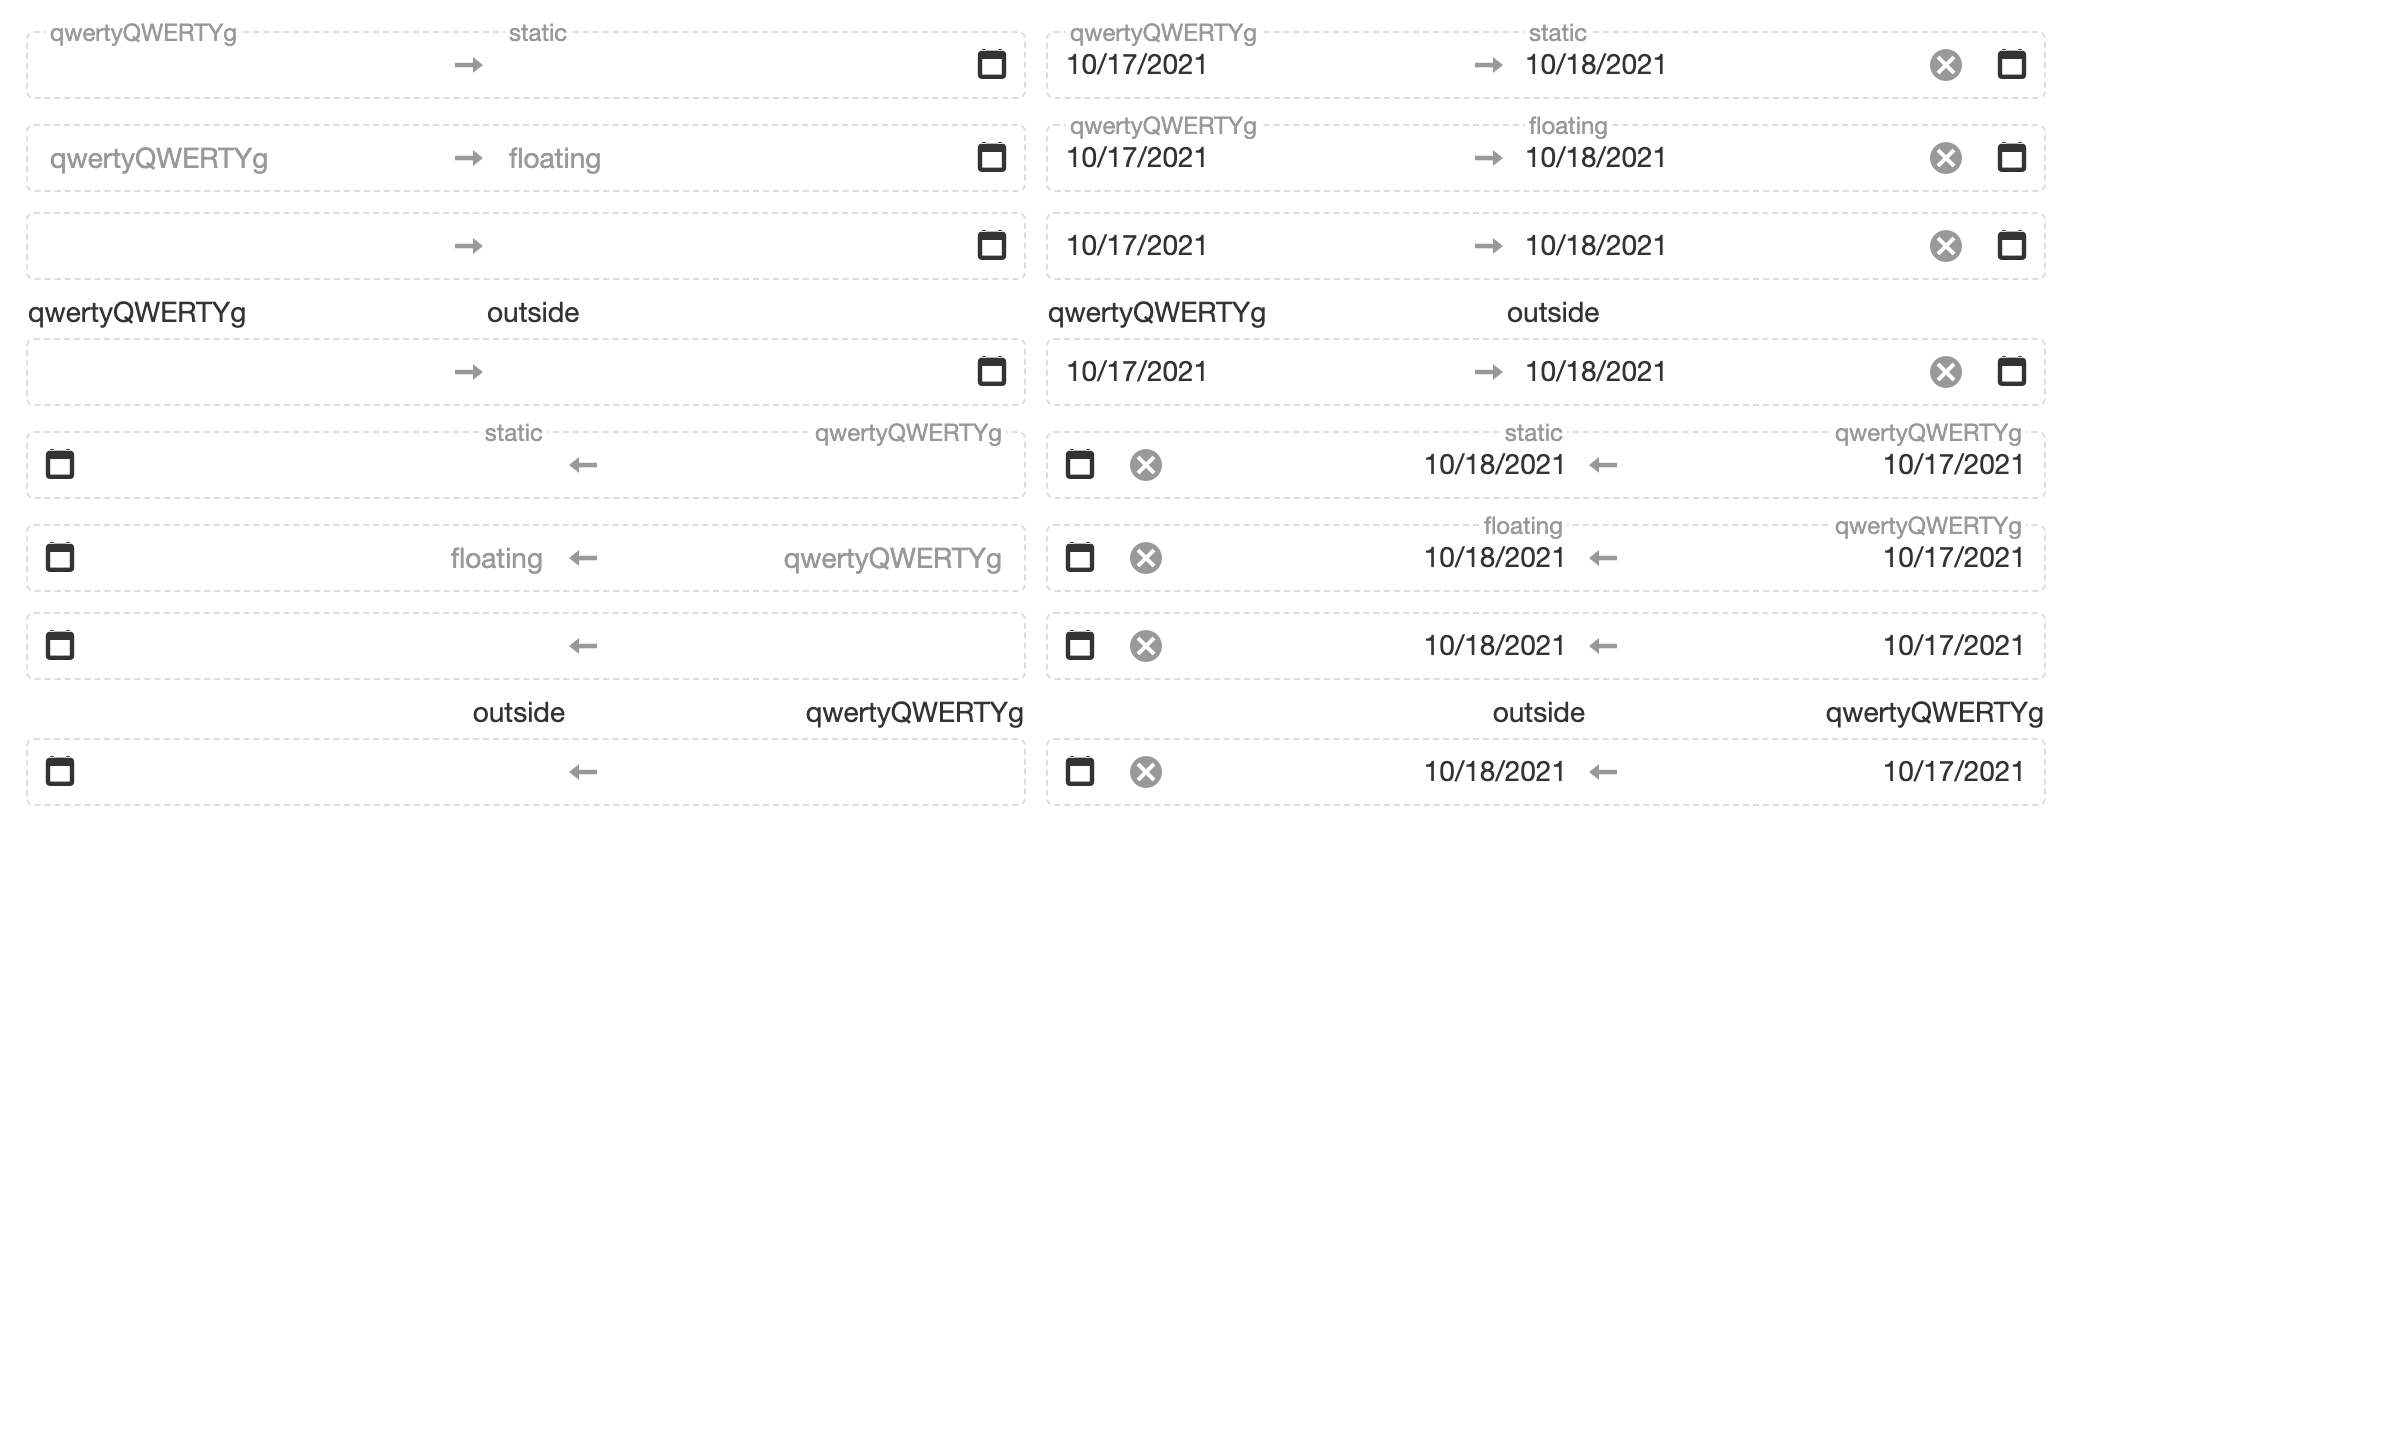 qwertyQWERTYg static qwertyQWERTYg static
10/17/2021 10/18/2021
qwertyQWERTYg floating
qwertyQWERTYg floating 10/17/2021 10/18/2021
10/17/2021 10/18/2021
qwertyQWERTYg outside qwertyQWERTYg outside
10/17/2021 10/18/2021
static qwertyQWERTYg static qwertyQWERTYg
10/18/2021 10/17/2021
floating qwertyQWERTYg
floating qwertyQWERTYg 10/18/2021 10/17/2021
10/18/2021 10/17/2021
outside qwertyQWERTYg outside qwertyQWERTYg
10/18/2021 10/17/2021